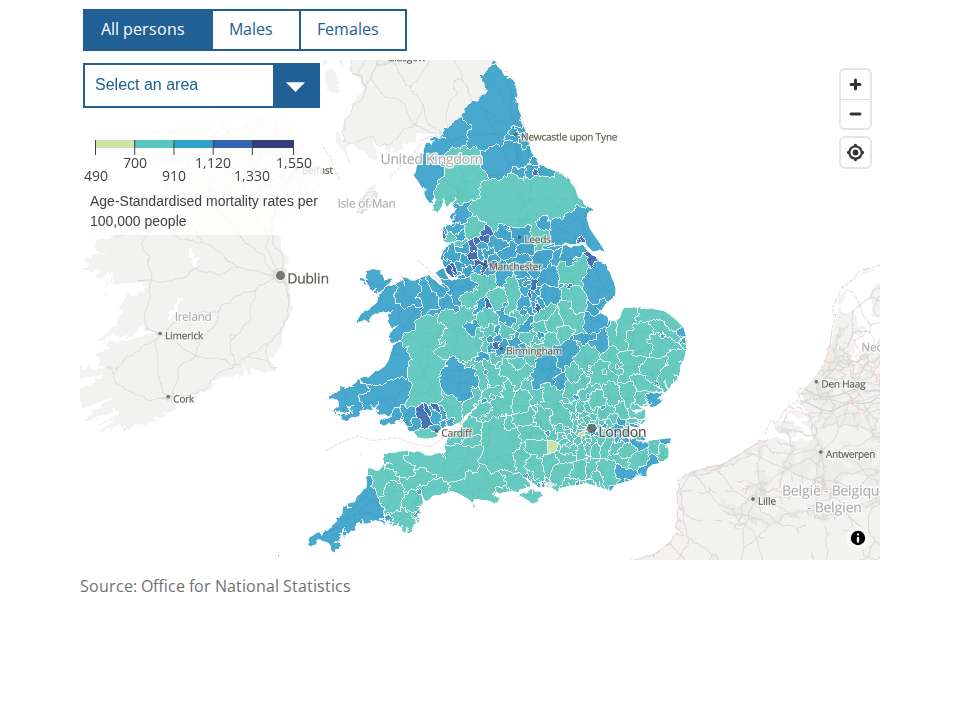 All persons
Males
Females
Select an area
490
700
910
1,120
1,330
1,550
Age-Standardised mortality rates per
100,000 people
Newcastle upon Tyne
United Kingdom
Isle of Man
Leeds
Manchester
Dublin
Ireland
Limerick
Cork
Birmingham
Cardiff
London
Den Haag
Antwerpen
België - Belgique
- Belgien
Lille
Source: Office for National Statistics